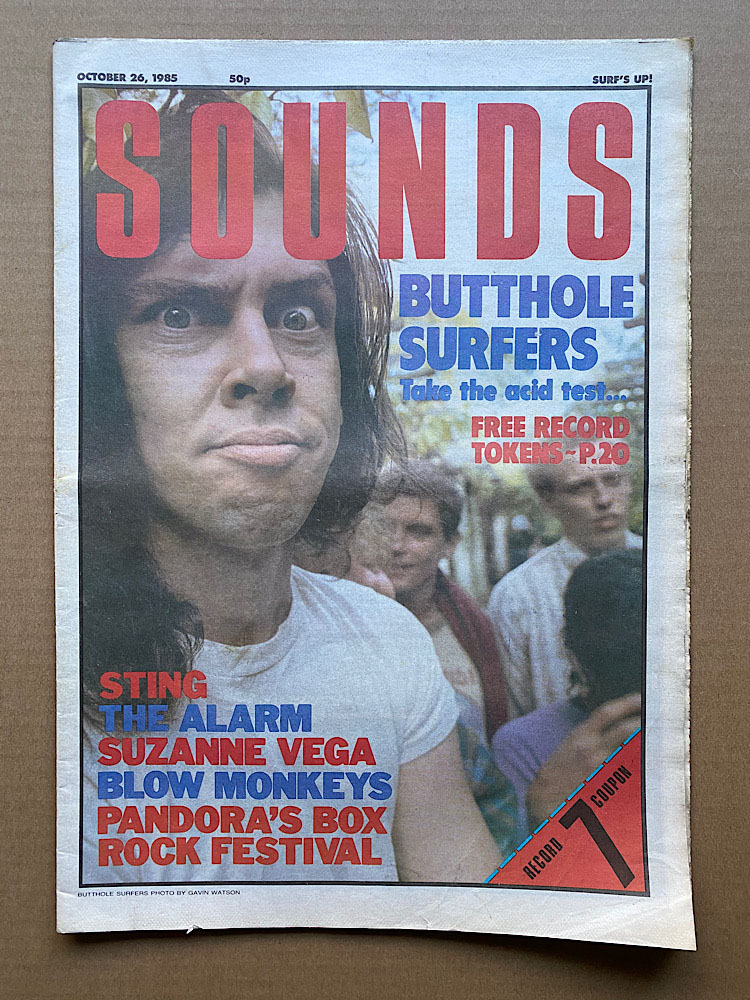 OCTOBER 26, 1985 50p SURF'S UP!
SOUNDS
BUTTHOLE
SURFERS
Take the acid test...
FREE RECORD
TOKENS-P.20
STING
THE ALARM
SUZANNE VEGA
BLOW MONKEYS
PANDORA'S BOX
ROCK FESTIVAL
RECORD 7 COUPON
BUTTHOLE SURFERS PHOTO BY GAVIN WATSON